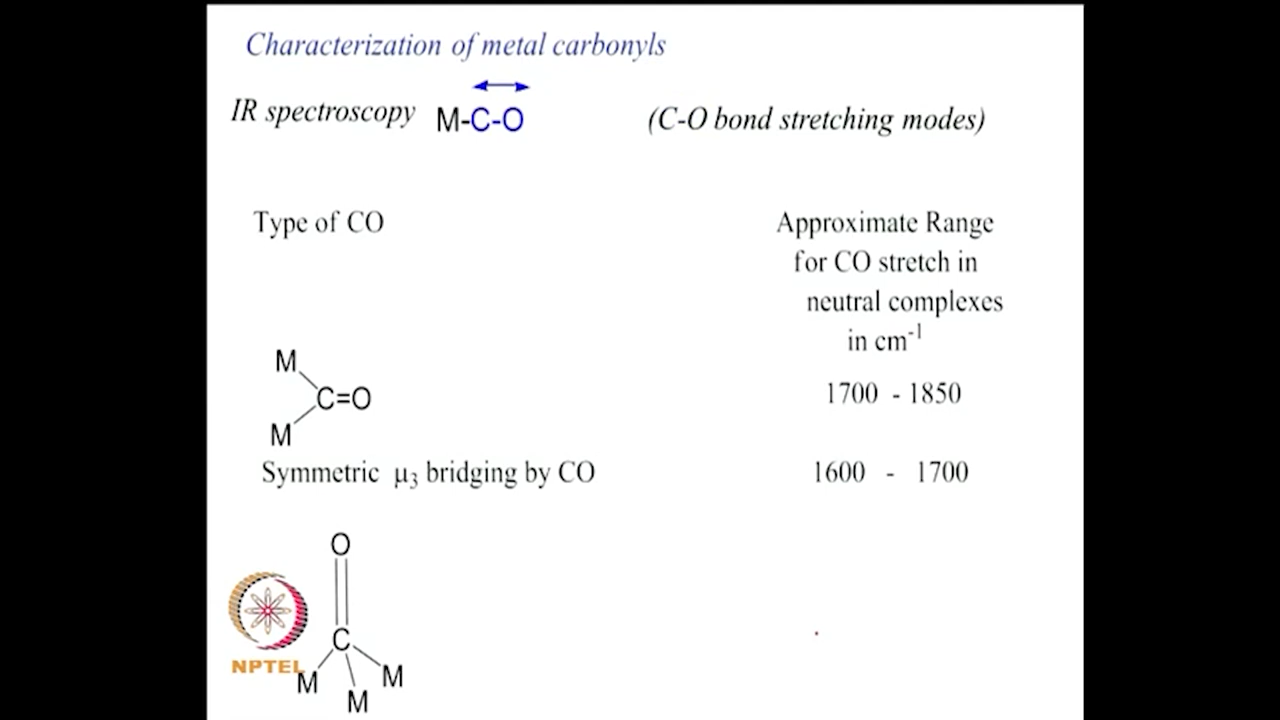 Characterization of metal carbonyls
IR spectroscopy M-C-O (C-O bond stretching modes)
Type of CO
Approximate Range
for CO stretch in
neutral complexes
in cm⁻¹
M
C=O
M
1700 - 1850
Symmetric μ₃ bridging by CO 1600 - 1700
O
C
M
M
M
NPTEL